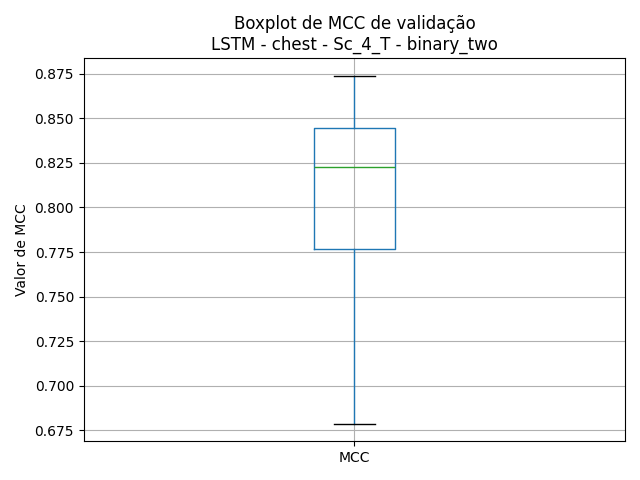 Boxplot de MCC de validação
LSTM - chest - Sc_4_T - binary_two
0.875
0.850
0.825
0.800
0.775
0.750
0.725
0.700
0.675
Valor de MCC
MCC